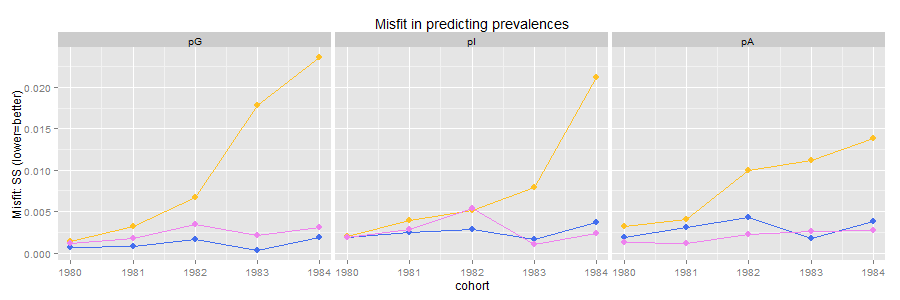 Misfit in predicting prevalences
pG pI pA
Misfit: SS (lower=better)
0.020
0.015
0.010
0.005
0.000
1980 1981 1982 1983 1984 1980 1981 1982 1983 1984 1980 1981 1982 1983 1984
cohort